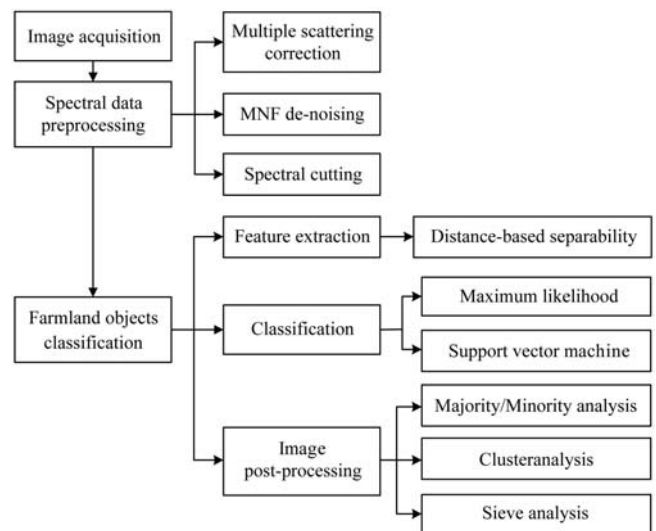 Image acquisition
Spectral data
preprocessing
Multiple scattering
correction
MNF de-noising
Spectral cutting
Farmland objects
classification
Feature extraction
Distance-based separability
Classification
Maximum likelihood
Support vector machine
Image
post-processing
Majority/Minority analysis
Clusteranalysis
Sieve analysis